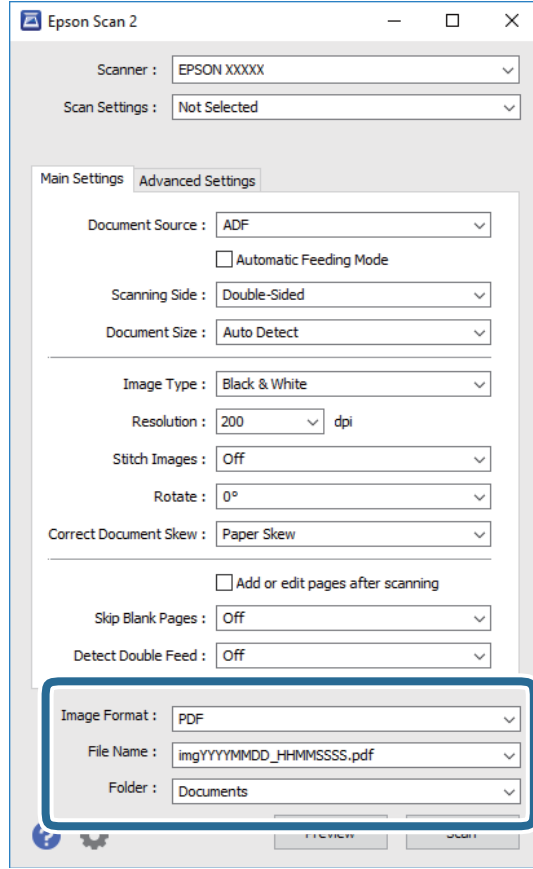 Epson Scan 2
Scanner : EPSON XXXXX
Scan Settings : Not Selected
Main Settings Advanced Settings
Document Source : ADF
Automatic Feeding Mode
Scanning Side : Double-Sided
Document Size : Auto Detect
Image Type : Black & White
Resolution : 200 dpi
Stitch Images : Off
Rotate : 0°
Correct Document Skew : Paper Skew
Add or edit pages after scanning
Skip Blank Pages : Off
Detect Double Feed : Off
Image Format : PDF
File Name : imgYYYYMMDD_HHMMSSSS.pdf
Folder : Documents
? Preview Scan